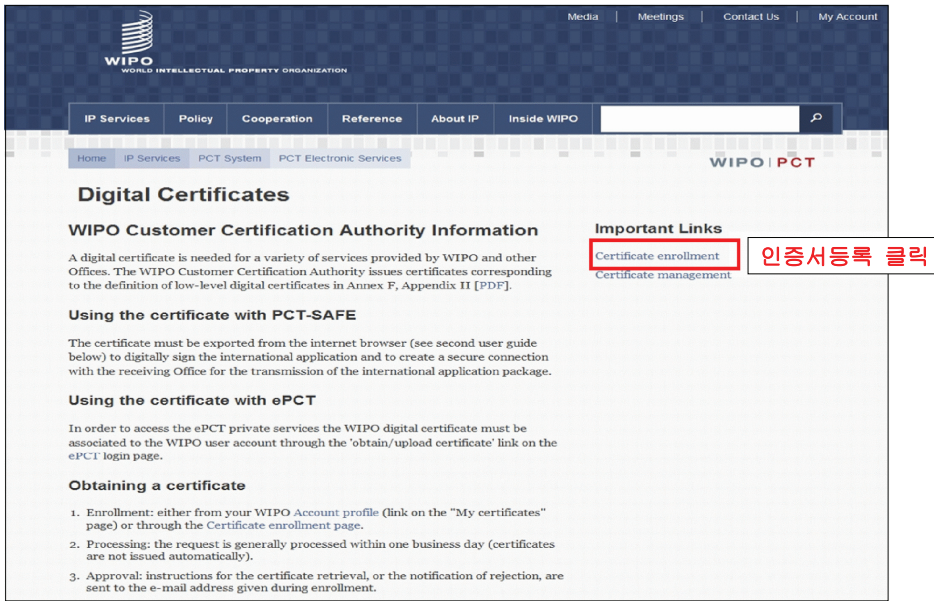 Media | Meetings | Contact Us | My Account
WIPO
WORLD INTELLECTUAL PROPERTY ORGANIZATION
IP Services Policy Cooperation Reference About IP Inside WIPO
Home IP Services PCT System PCT Electronic Services
WIPO | PCT
Digital Certificates
WIPO Customer Certification Authority Information
A digital certificate is needed for a variety of services provided by WIPO and other
Offices. The WIPO Customer Certification Authority issues certificates corresponding
to the definition of low-level digital certificates in Annex F, Appendix II [PDF].
Using the certificate with PCT-SAFE
The certificate must be exported from the internet browser (see second user guide
below) to digitally sign the international application and to create a secure connection
with the receiving Office for the transmission of the international application package.
Using the certificate with ePCT
In order to access the ePCT private services the WIPO digital certificate must be
associated to the WIPO user account through the 'obtain/upload certificate' link on the
ePCT login page.
Obtaining a certificate
1. Enrollment: either from your WIPO Account profile (link on the "My certificates"
page) or through the Certificate enrollment page.
2. Processing: the request is generally processed within one business day (certificates
are not issued automatically).
3. Approval: instructions for the certificate retrieval, or the notification of rejection, are
sent to the e-mail address given during enrollment.
Important Links
Certificate enrollment
인증서등록 클릭
Certificate management